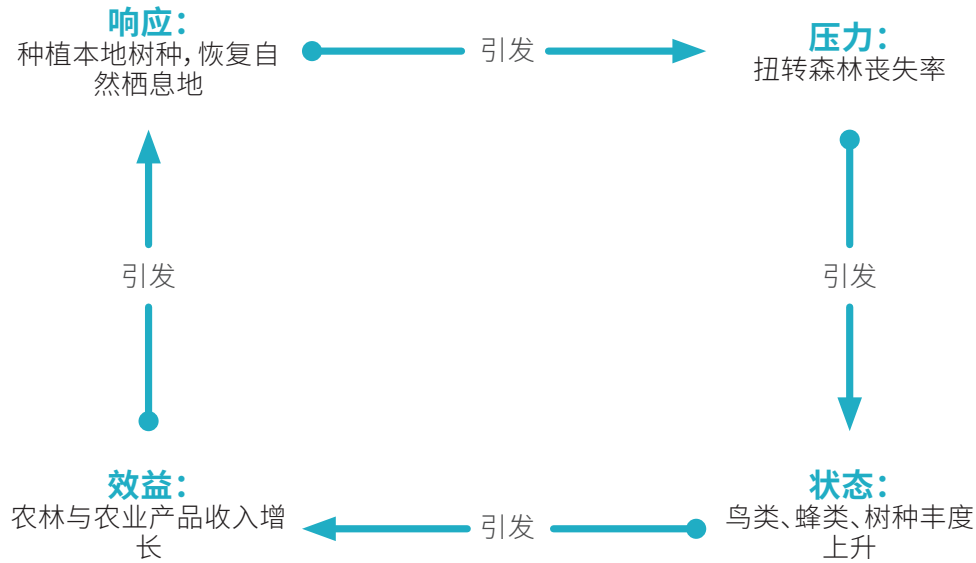 响应：
种植本地树种，恢复自
然栖息地
引发
压力：
扭转森林丧失率
引发
引发
效益：
农林与农业产品收入增
长
引发
状态：
鸟类、蜂类、树种丰度
上升